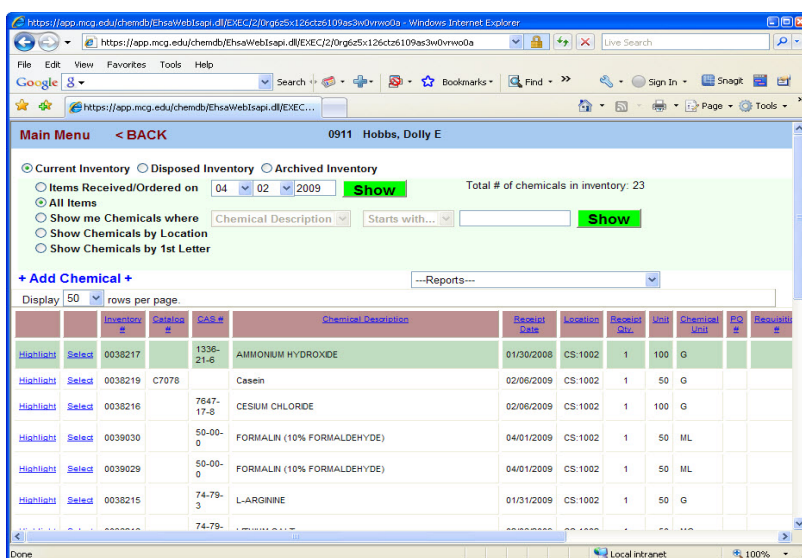 https://app.mcg.edu/chemdb/EhsaWebIsapi.dll/EXEC/2/0rg6z5x126ctz6109as3w0vrwo0a - Windows Internet Explorer
https://app.mcg.edu/chemdb/EhsaWebIsapi.dll/EXEC/2/0rg6z5x126ctz6109as3w0vrwo0a Live Search
File Edit View Favorites Tools Help
Google Search Bookmarks Find Sign In Snagit
https://app.mcg.edu/chemdb/EhsaWebIsapi.dll/EXEC... Page Tools
Main Menu < BACK 0911 Hobbs, Dolly E
Current Inventory Disposed Inventory Archived Inventory
Items Received/Ordered on 04 02 2009 Show Total # of chemicals in inventory: 23
All Items
Show me Chemicals where Chemical Description Starts with... Show
Show Chemicals by Location
Show Chemicals by 1st Letter
+ Add Chemical + ---Reports---
Display 50 rows per page.
Inventory # Catalog # CAS # Chemical Description Receipt Date Location Receipt Qty. Unit Chemical Unit PO # Requisitio #
Highlight Select 0038217 1336-21-6 AMMONIUM HYDROXIDE 01/30/2008 CS:1002 1 100 G
Highlight Select 0038219 C7078 Casein 02/06/2009 CS:1002 1 50 G
Highlight Select 0038216 7647-17-8 CESIUM CHLORIDE 02/06/2009 CS:1002 1 100 G
Highlight Select 0039030 50-00-0 FORMALIN (10% FORMALDEHYDE) 04/01/2009 CS:1002 1 50 ML
Highlight Select 0039029 50-00-0 FORMALIN (10% FORMALDEHYDE) 04/01/2009 CS:1002 1 50 ML
Highlight Select 0038215 74-79-3 L-ARGININE 01/31/2009 CS:1002 1 50 G
74-79-
Done Local intranet 100%